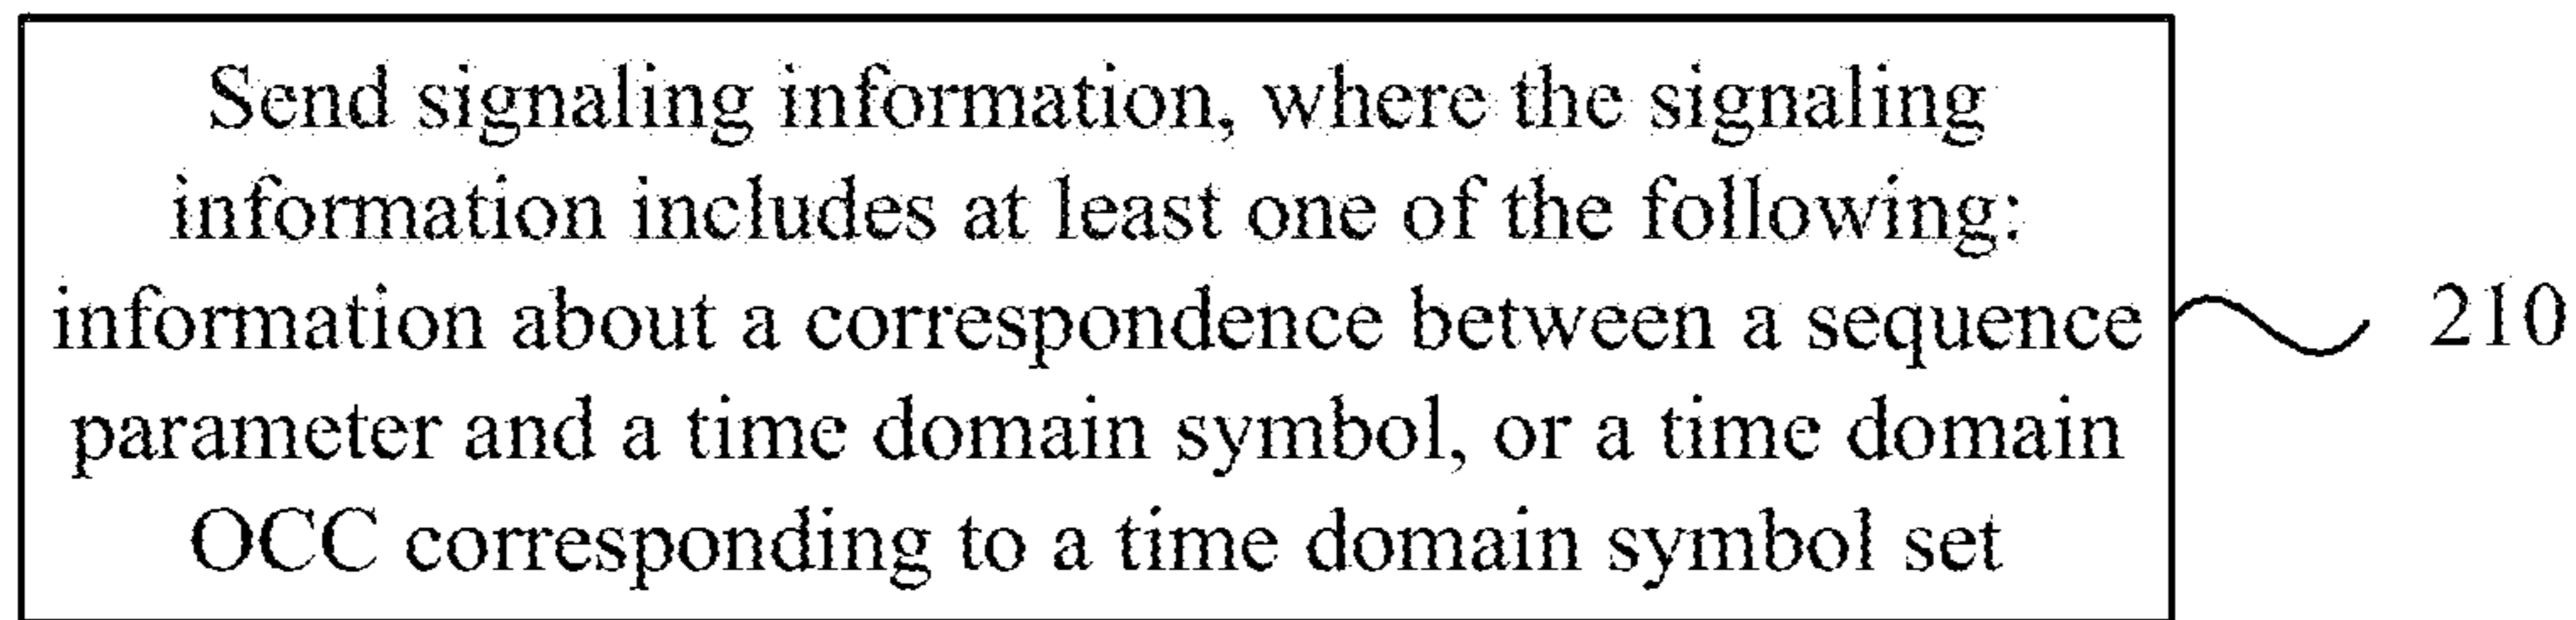 Send signaling information, where the signaling
information includes at least one of the following:
information about a correspondence between a sequence
parameter and a time domain symbol, or a time domain
OCC corresponding to a time domain symbol set
210